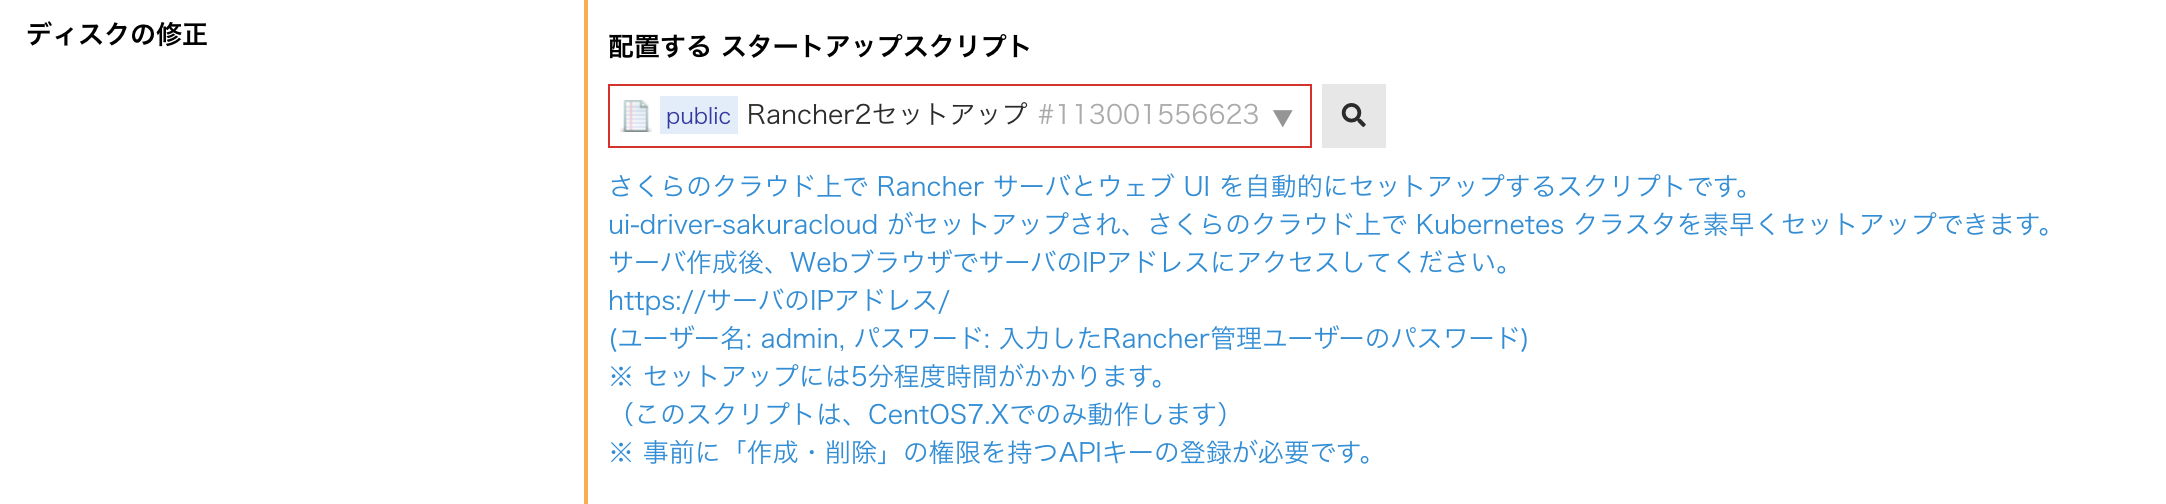 ディスクの修正
配置する スタートアップスクリプト
public Rancher2セットアップ #113001556623 ▼
さくらのクラウド上で Rancher サーバとウェブ UI を自動的にセットアップするスクリプトです。
ui-driver-sakuracloud がセットアップされ、さくらのクラウド上で Kubernetes クラスタを素早くセットアップできます。
サーバ作成後、WebブラウザでサーバのIPアドレスにアクセスしてください。
https://サーバのIPアドレス/
(ユーザー名: admin, パスワード: 入力したRancher管理ユーザーのパスワード)
※ セットアップには5分程度時間がかかります。
（このスクリプトは、CentOS7.Xでのみ動作します）
※ 事前に「作成・削除」の権限を持つAPIキーの登録が必要です。